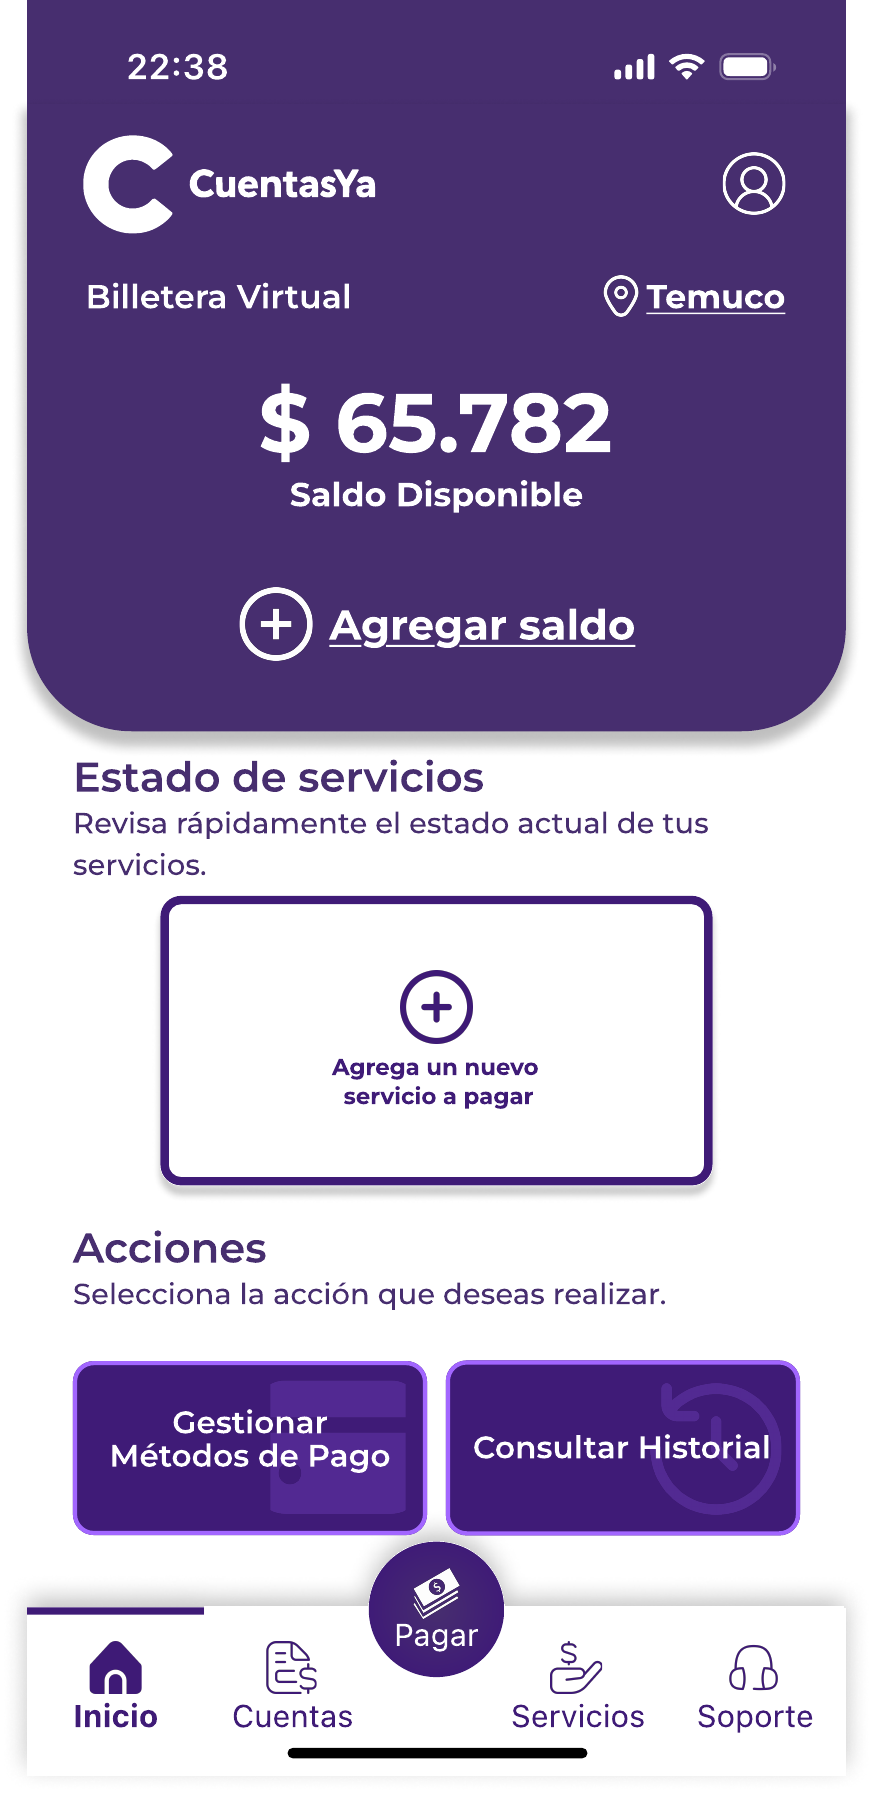 22:38
CuentasYa
Billetera Virtual
Temuco
$ 65.782
Saldo Disponible
Agregar saldo
Estado de servicios
Revisa rápidamente el estado actual de tus
servicios.
Agrega un nuevo
servicio a pagar
Acciones
Selecciona la acción que deseas realizar.
Gestionar
Métodos de Pago
Consultar Historial
Pagar
Inicio
Cuentas
Servicios
Soporte